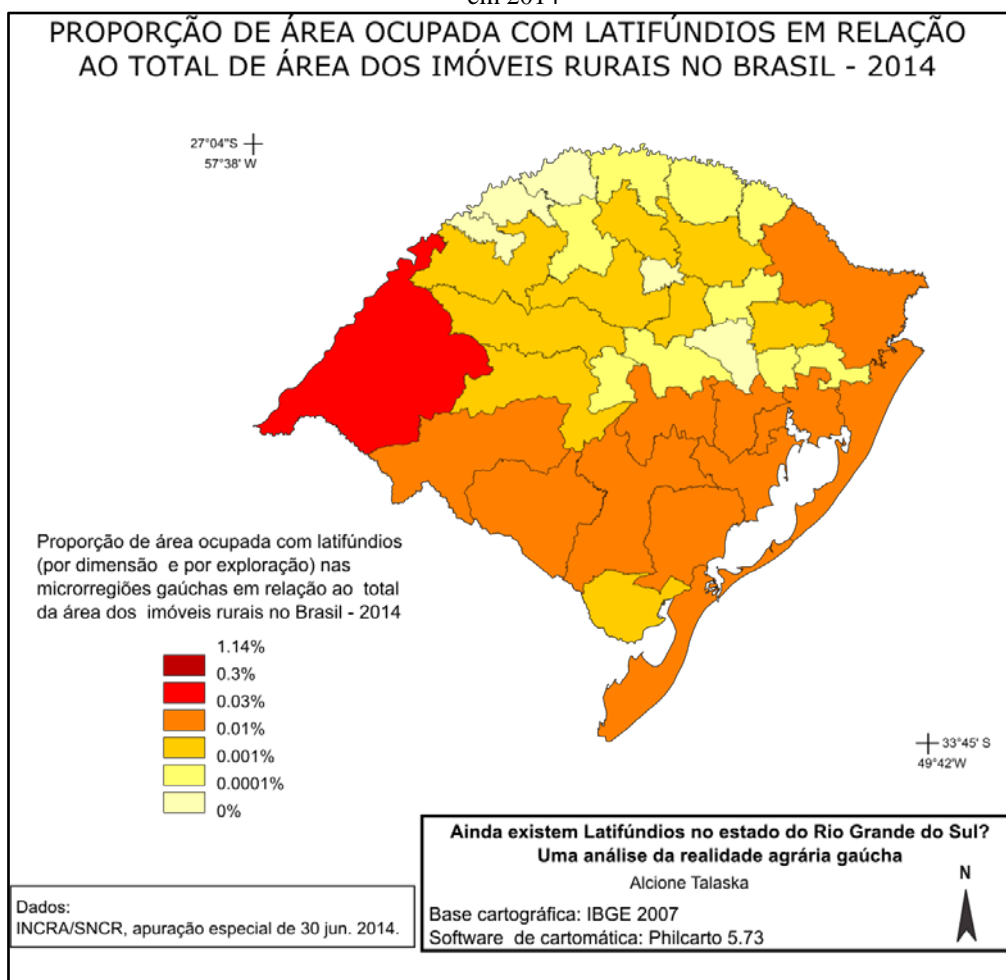 em 2014
PROPORÇÃO DE ÁREA OCUPADA COM LATIFÚNDIOS EM RELAÇÃO
AO TOTAL DE ÁREA DOS IMÓVEIS RURAIS NO BRASIL - 2014
27°04"S
57°38' W
Proporção de área ocupada com latifúndios
(por dimensão e por exploração) nas
microrregiões gaúchas em relação ao total
da área dos imóveis rurais no Brasil - 2014
1.14%
0.3%
0.03%
0.01%
0.001%
0.0001%
0%
33°45' S
49°42'W
Ainda existem Latifúndios no estado do Rio Grande do Sul?
Uma análise da realidade agrária gaúcha
Alcione Talaska
N
Base cartográfica: IBGE 2007
Software de cartomática: Philcarto 5.73
Dados:
INCRA/SNCR, apuração especial de 30 jun. 2014.